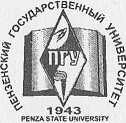 ПЕНЗЕНСКИЙ ГОСУДАРСТВЕННЫЙ УНИВЕРСИТЕТ
ПГУ
1943
PENZA STATE UNIVERSITY